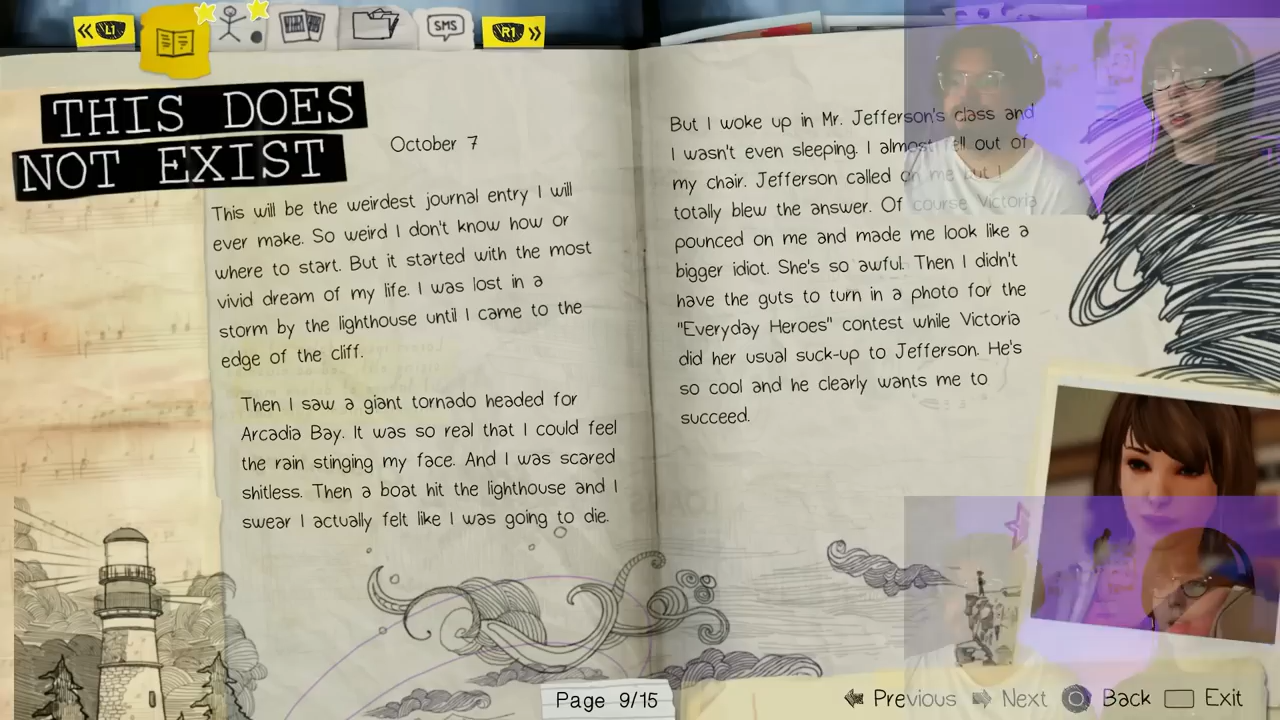 L1
SMS
R1
THIS DOES
NOT EXIST
October 7
This will be the weirdest journal entry I will
ever make. So weird I don't know how or
where to start. But it started with the most
vivid dream of my life. I was lost in a
storm by the lighthouse until I came to the
edge of the cliff.
Then I saw a giant tornado headed for
Arcadia Bay. It was so real that I could feel
the rain stinging my face. And I was scared
shitless. Then a boat hit the lighthouse and I
swear I actually felt like I was going to die.
But I woke up in Mr. Jefferson's class and
I wasn't even sleeping. I almost fell out of
my chair. Jefferson called on me but I
totally blew the answer. Of course Victoria
pounced on me and made me look like a
bigger idiot. She's so awful. Then I didn't
have the guts to turn in a photo for the
"Everyday Heroes" contest while Victoria
did her usual suck-up to Jefferson. He's
so cool and he clearly wants me to
succeed.
Page 9/15
Previous Next Back Exit